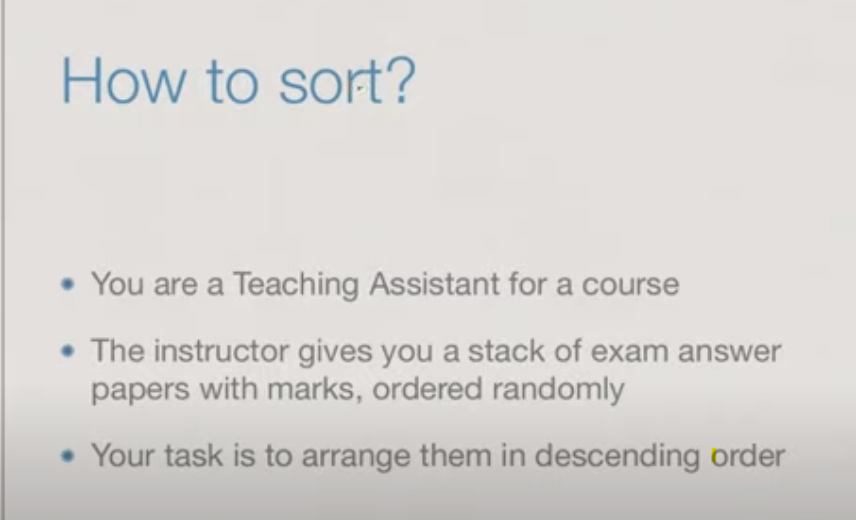 How to sort?
• You are a Teaching Assistant for a course
• The instructor gives you a stack of exam answer
papers with marks, ordered randomly
• Your task is to arrange them in descending order